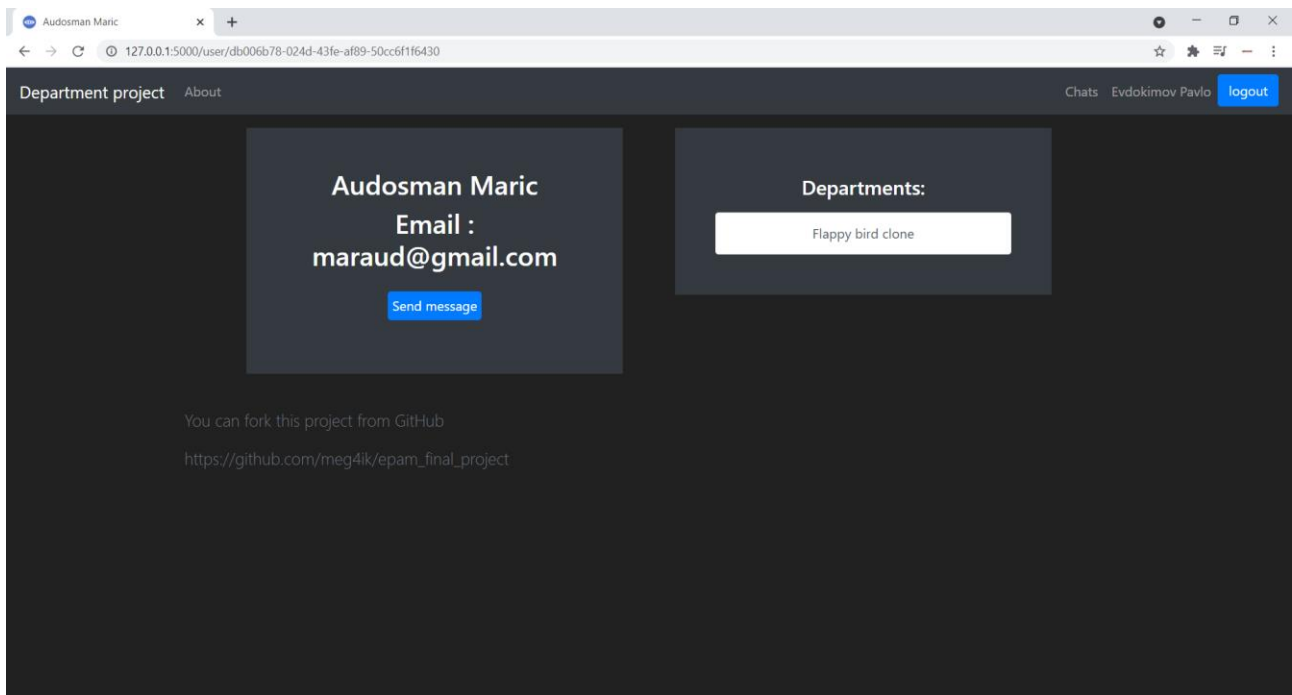 Audosman Maric
127.0.0.1:5000/user/db006b78-024d-43fe-af89-50cc6f1f6430
Department project About Chats Evdokimov Pavlo logout
Audosman Maric
Email :
maraud@gmail.com
Send message
Departments:
Flappy bird clone
You can fork this project from GitHub
https://github.com/meg4ik/epam_final_project